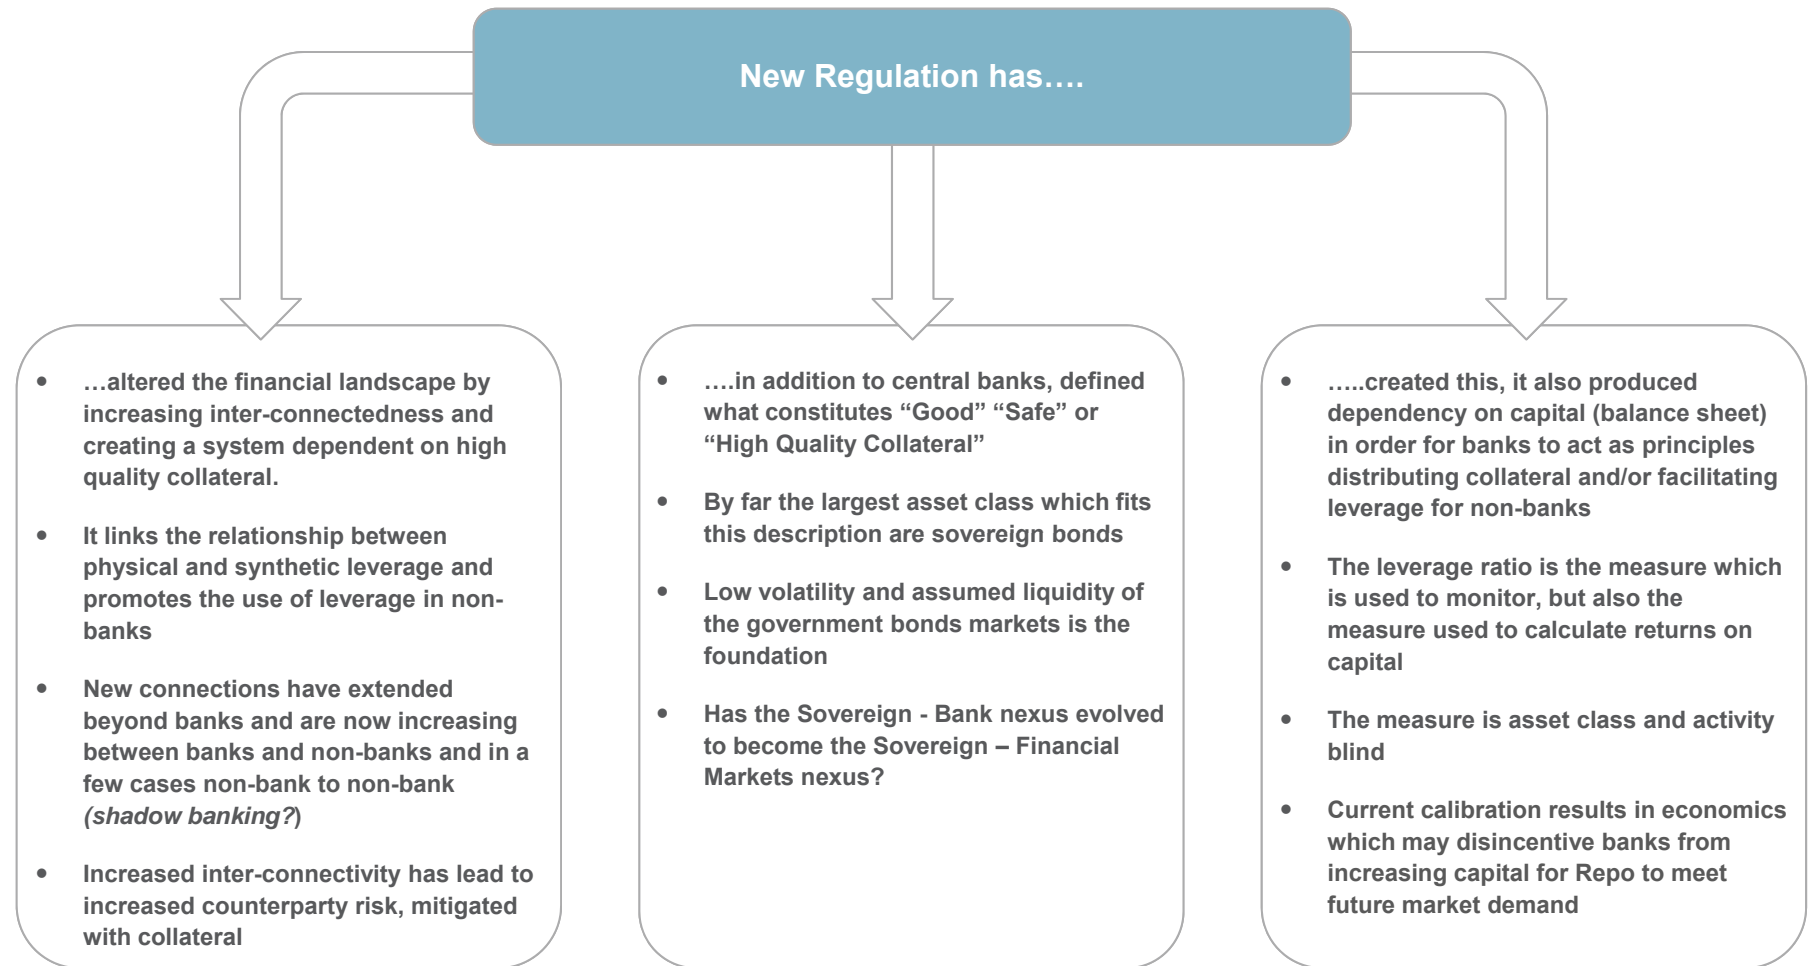 New Regulation has….
• …altered the financial landscape by
increasing inter-connectedness and
creating a system dependent on high
quality collateral.
• It links the relationship between
physical and synthetic leverage and
promotes the use of leverage in non-
banks
• New connections have extended
beyond banks and are now increasing
between banks and non-banks and in a
few cases non-bank to non-bank
(shadow banking?)
• Increased inter-connectivity has lead to
increased counterparty risk, mitigated
with collateral
• ….in addition to central banks, defined
what constitutes “Good” “Safe” or
“High Quality Collateral”
• By far the largest asset class which fits
this description are sovereign bonds
• Low volatility and assumed liquidity of
the government bonds markets is the
foundation
• Has the Sovereign - Bank nexus evolved
to become the Sovereign – Financial
Markets nexus?
• …..created this, it also produced
dependency on capital (balance sheet)
in order for banks to act as principles
distributing collateral and/or facilitating
leverage for non-banks
• The leverage ratio is the measure which
is used to monitor, but also the
measure used to calculate returns on
capital
• The measure is asset class and activity
blind
• Current calibration results in economics
which may disincentive banks from
increasing capital for Repo to meet
future market demand